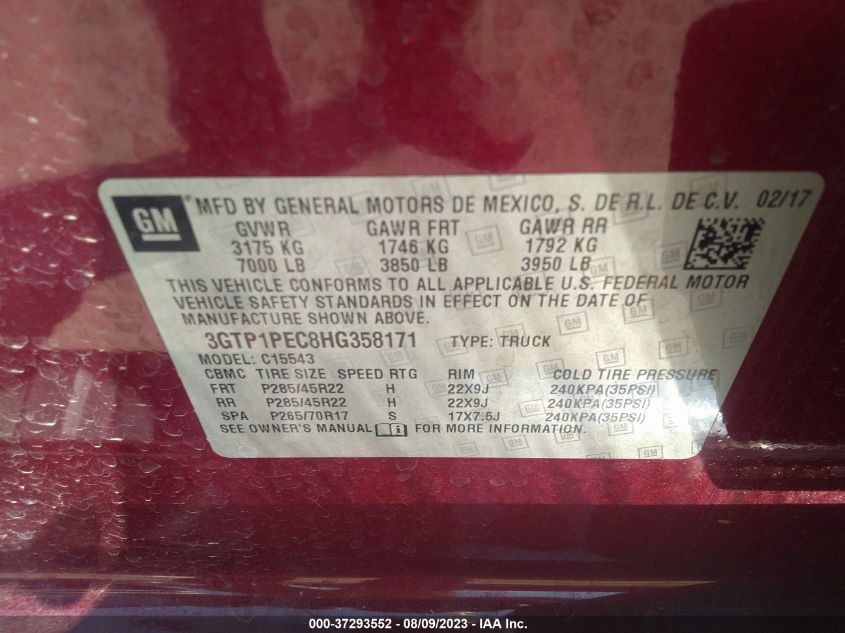 GM MFD BY GENERAL MOTORS DE MEXICO, S. DE R.L. DE C.V. 02/17
GVWR GAWR FRT GAWR RR
3175 KG 1746 KG 1792 KG
7000 LB 3850 LB 3950 LB
THIS VEHICLE CONFORMS TO ALL APPLICABLE U.S. FEDERAL MOTOR
VEHICLE SAFETY STANDARDS IN EFFECT ON THE DATE OF
MANUFACTURE SHOWN ABOVE.
3GTP1PEC8HG358171 TYPE: TRUCK
MODEL: C15543
CBMC TIRE SIZE SPEED RTG RIM COLD TIRE PRESSURE
FRT P285/45R22 H 22X9J 240KPA(35PSI)
RR P285/45R22 H 22X9J 240KPA(35PSI)
SPA P265/70R17 S 17X7.5J 240KPA(35PSI)
SEE OWNER'S MANUAL FOR MORE INFORMATION.
000-37293552 - 08/09/2023 - IAA Inc.